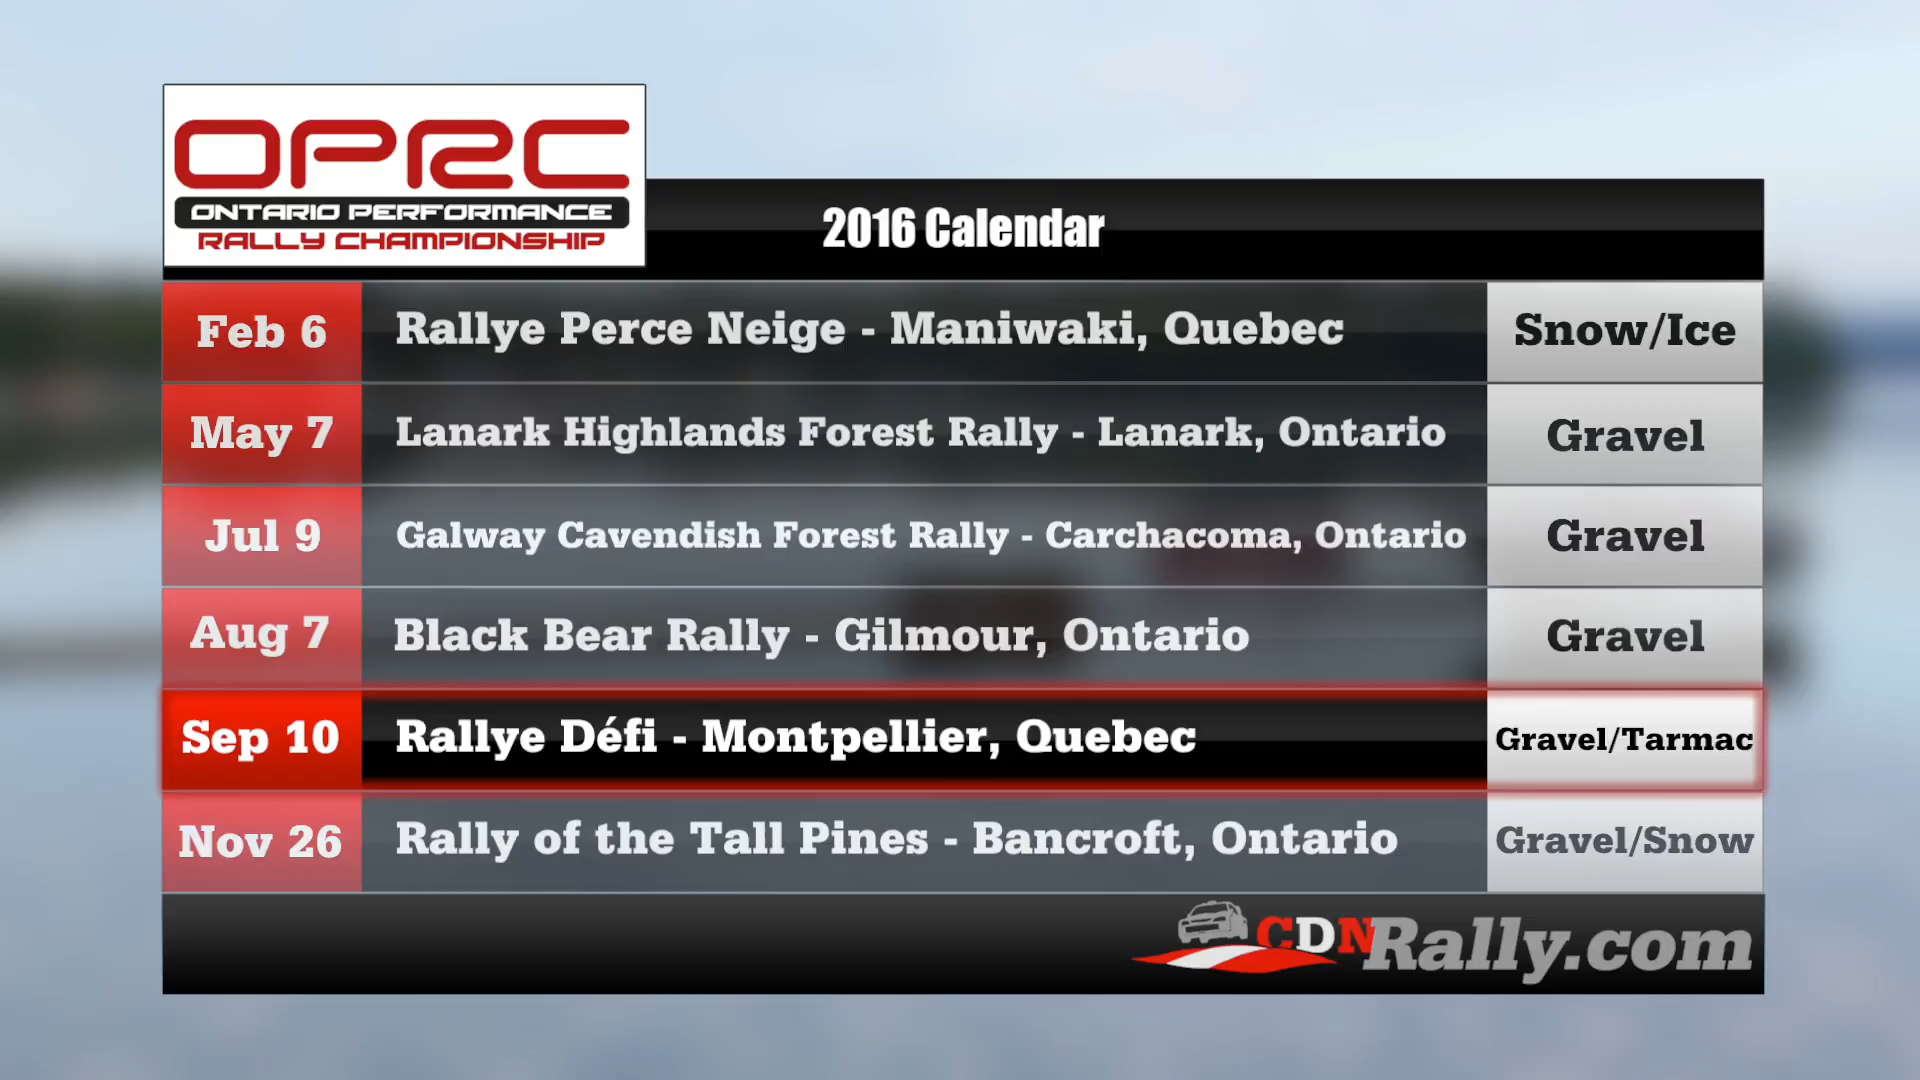 OPRC
ONTARIO PERFORMANCE
RALLY CHAMPIONSHIP
2016 Calendar
Feb 6 Rallye Perce Neige - Maniwaki, Quebec Snow/Ice
May 7 Lanark Highlands Forest Rally - Lanark, Ontario Gravel
Jul 9 Galway Cavendish Forest Rally - Carchacoma, Ontario Gravel
Aug 7 Black Bear Rally - Gilmour, Ontario Gravel
Sep 10 Rallye Défi - Montpellier, Quebec Gravel/Tarmac
Nov 26 Rally of the Tall Pines - Bancroft, Ontario Gravel/Snow
CDNRally.com